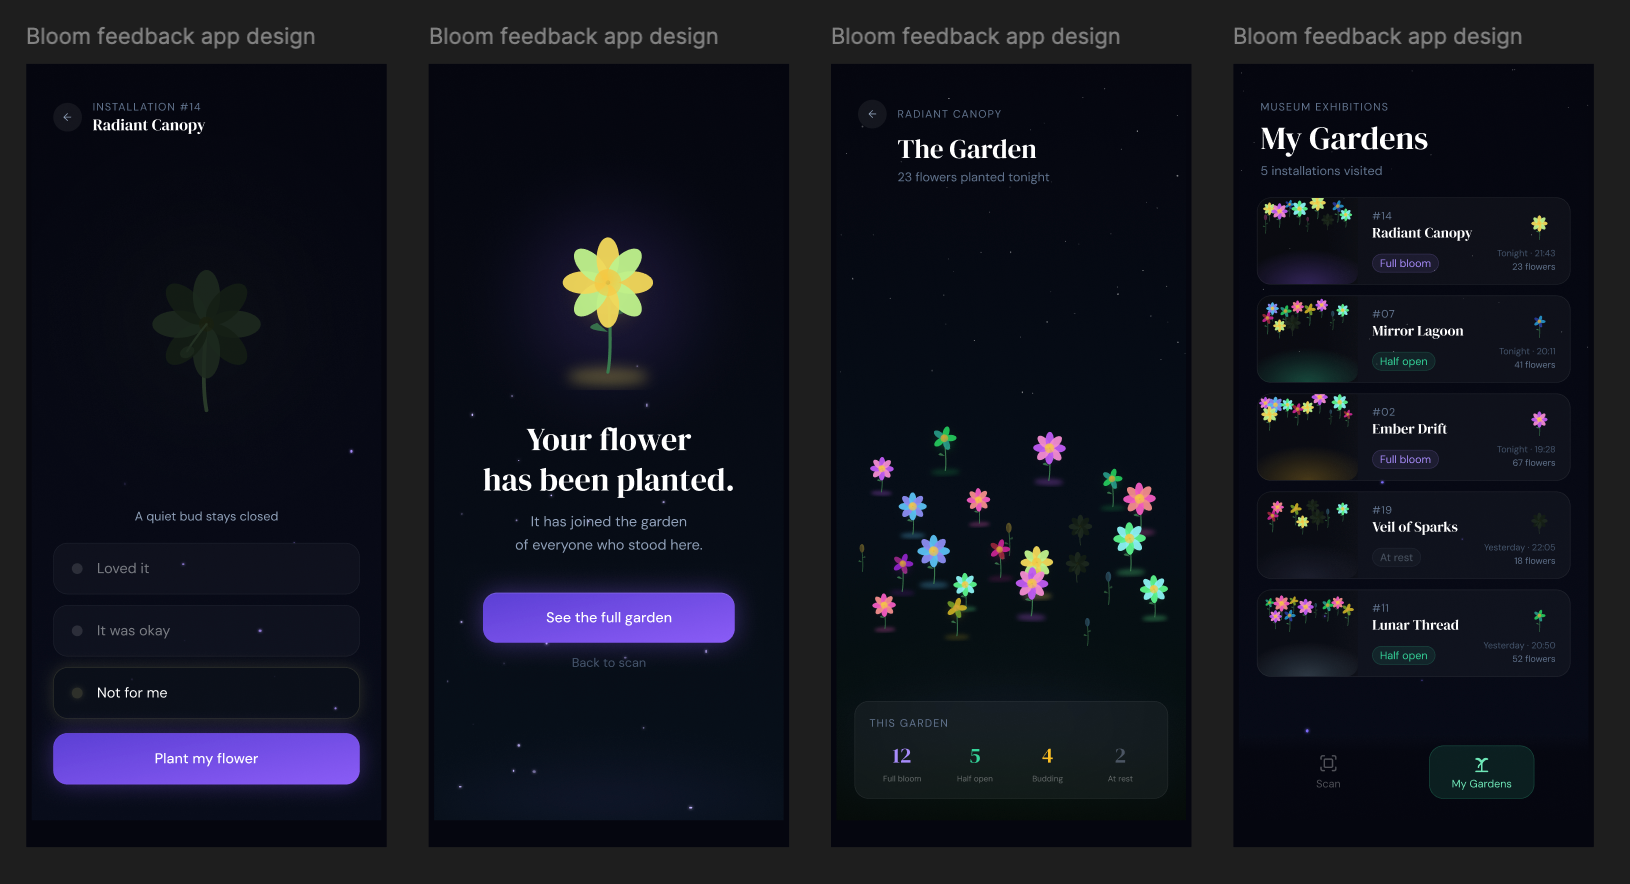 Bloom feedback app design
INSTALLATION #14
Radiant Canopy
A quiet bud stays closed
Loved it
It was okay
Not for me
Plant my flower
Bloom feedback app design
Your flower
has been planted.
It has joined the garden
of everyone who stood here.
See the full garden
Back to scan
Bloom feedback app design
RADIANT CANOPY
The Garden
23 flowers planted tonight
THIS GARDEN
12
5
4
2
Full bloom
Half open
Budding
At rest
Bloom feedback app design
MUSEUM EXHIBITIONS
My Gardens
5 installations visited
#14
Radiant Canopy
Full bloom
Tonight · 21:43
23 flowers
#07
Mirror Lagoon
Half open
Tonight · 20:11
41 flowers
#02
Ember Drift
Full bloom
Tonight · 19:28
67 flowers
#19
Veil of Sparks
At rest
Yesterday · 22:05
18 flowers
#11
Lunar Thread
Half open
Yesterday · 20:50
52 flowers
Scan
My Gardens